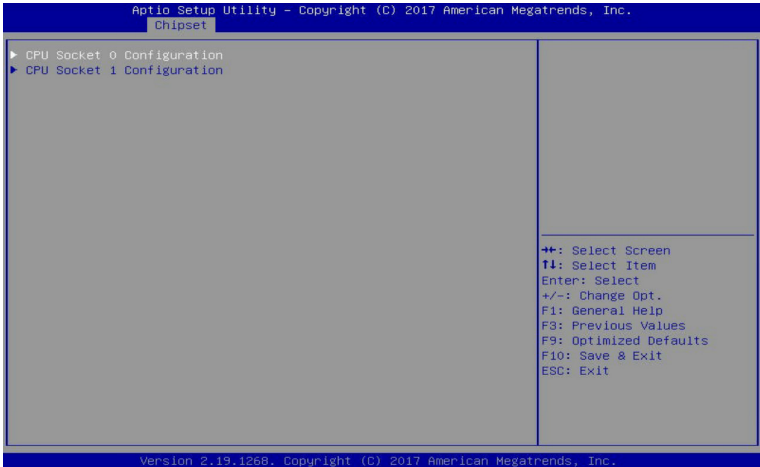 Aptio Setup Utility – Copyright (C) 2017 American Megatrends, Inc.
Chipset
► CPU Socket 0 Configuration
► CPU Socket 1 Configuration
→←: Select Screen
↑↓: Select Item
Enter: Select
+/-: Change Opt.
F1: General Help
F3: Previous Values
F9: Optimized Defaults
F10: Save & Exit
ESC: Exit
Version 2.19.1268. Copyright (C) 2017 American Megatrends, Inc.